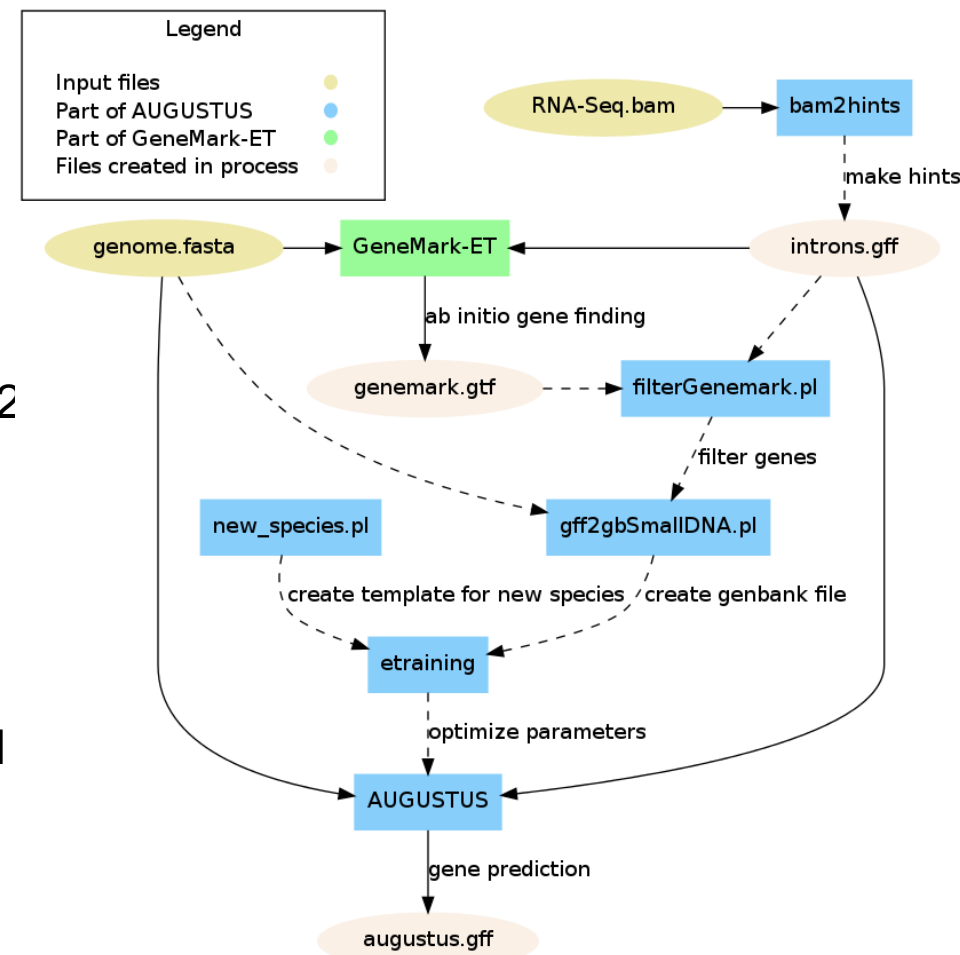 Legend
Input files
Part of AUGUSTUS
Part of GeneMark-ET
Files created in process
RNA-Seq.bam
bam2hints
make hints
genome.fasta
GeneMark-ET
introns.gff
ab initio gene finding
2
genemark.gtf
filterGenemark.pl
filter genes
new_species.pl
gff2gbSmallDNA.pl
create template for new species
create genbank file
etraining
optimize parameters
AUGUSTUS
gene prediction
augustus.gff